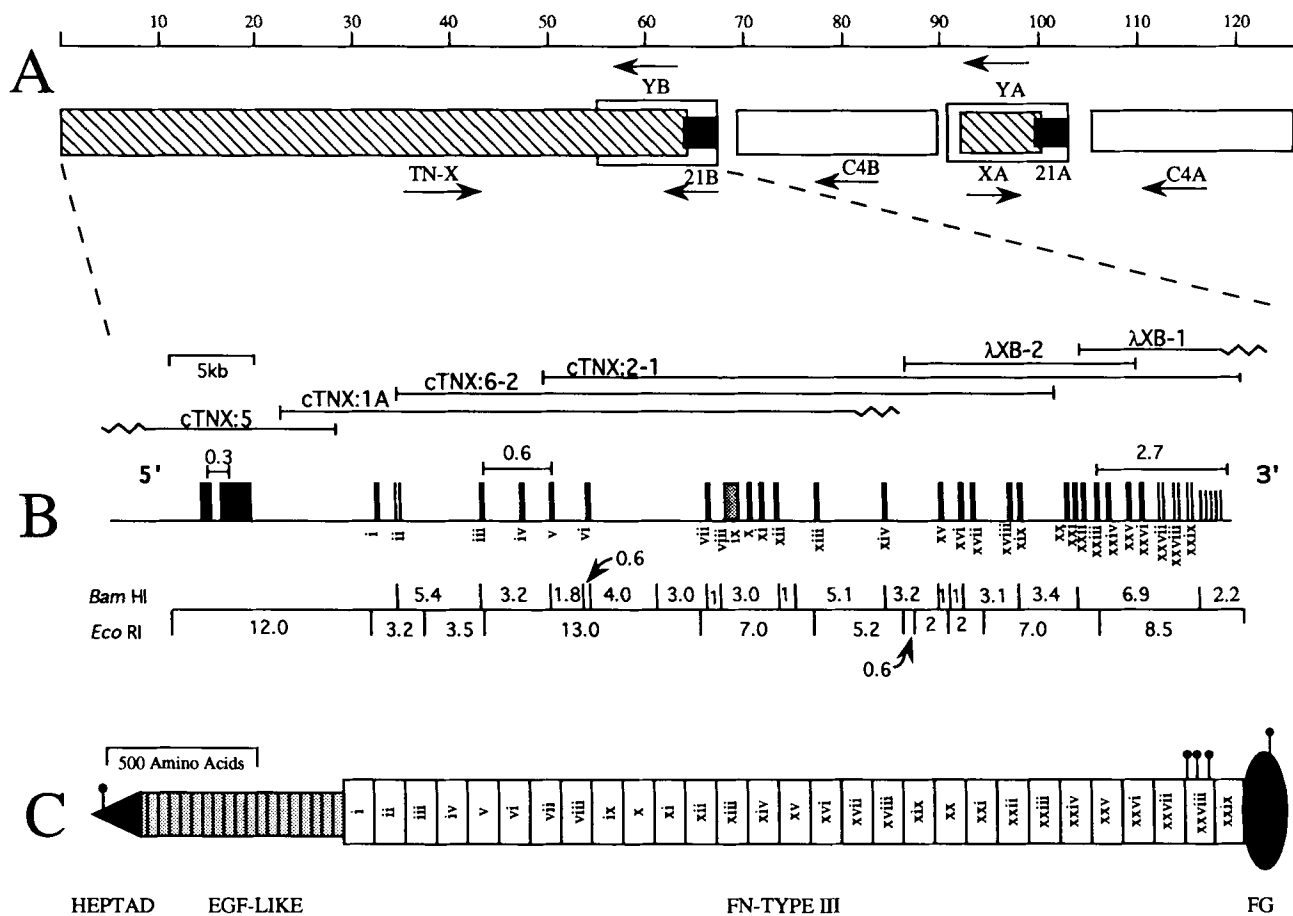 10 20 30 40 50 60 70 80 90 100 110 120
A
YB YA
TN-X 21B C4B XA 21A C4A
5kb
λXB-1
λXB-2
cTNX:2-1
cTNX:6-2
cTNX:1A
cTNX:5
5' 0.3 0.6 2.7 3'
B
i ii iii iv v vi vii viii ix x xi xii xiii xiv xv xvi xvii xviii xix xx xxi xxii xxiii xxiv xxv xxvi xxvii xxviii xxix
0.6
Bam HI 5.4 3.2 1.8 4.0 3.0 1 3.0 1 5.1 3.2 1 1 3.1 3.4 6.9 2.2
Eco RI 12.0 3.2 3.5 13.0 7.0 5.2 2 2 7.0 8.5
0.6
500 Amino Acids
C
i ii iii iv v vi vii viii ix x xi xii xiii xiv xv xvi xvii xviii xix xx xxi xxii xxiii xxiv xxv xxvi xxvii xxviii xxix
HEPTAD EGF-LIKE FN-TYPE III FG